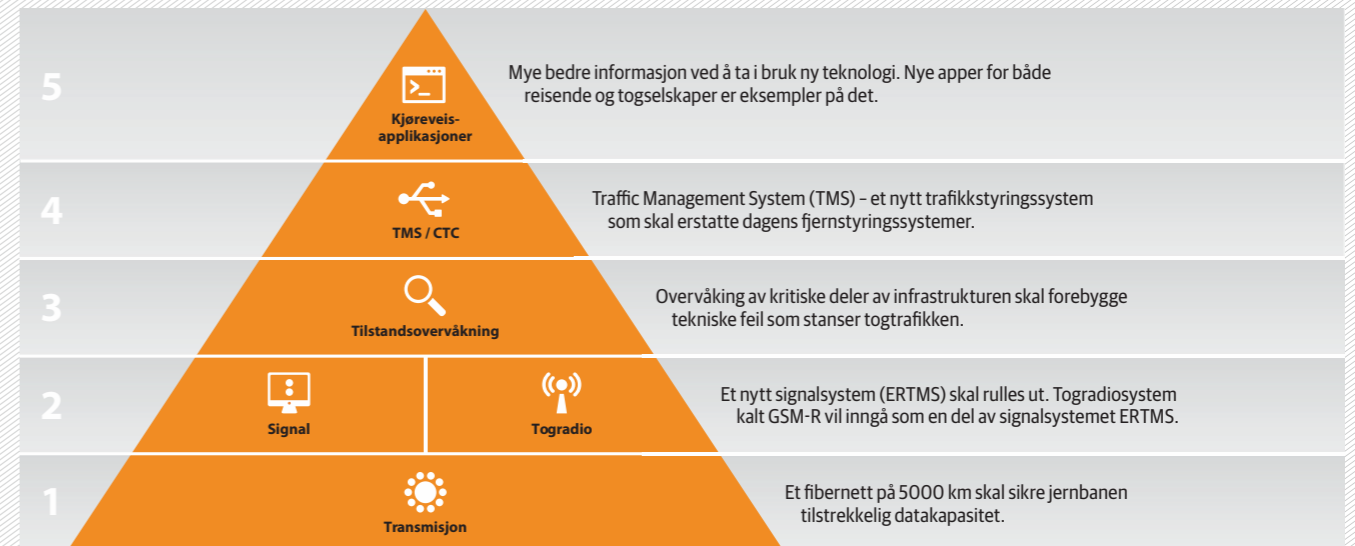 5
Kjøreveis-
applikasjoner
Mye bedre informasjon ved å ta i bruk ny teknologi. Nye apper for både
reisende og togselskaper er eksempler på det.
4
TMS / CTC
Traffic Management System (TMS) – et nytt trafikkstyringssystem
som skal erstatte dagens fjernstyringssystemer.
3
Tilstandsovervåkning
Overvåking av kritiske deler av infrastrukturen skal forebygge
tekniske feil som stanser togtrafikken.
2
Signal
Togradio
Et nytt signalsystem (ERTMS) skal rulles ut. Togradiosystem
kalt GSM-R vil inngå som en del av signalsystemet ERTMS.
1
Transmisjon
Et fibernett på 5000 km skal sikre jernbanen
tilstrekkelig datakapasitet.